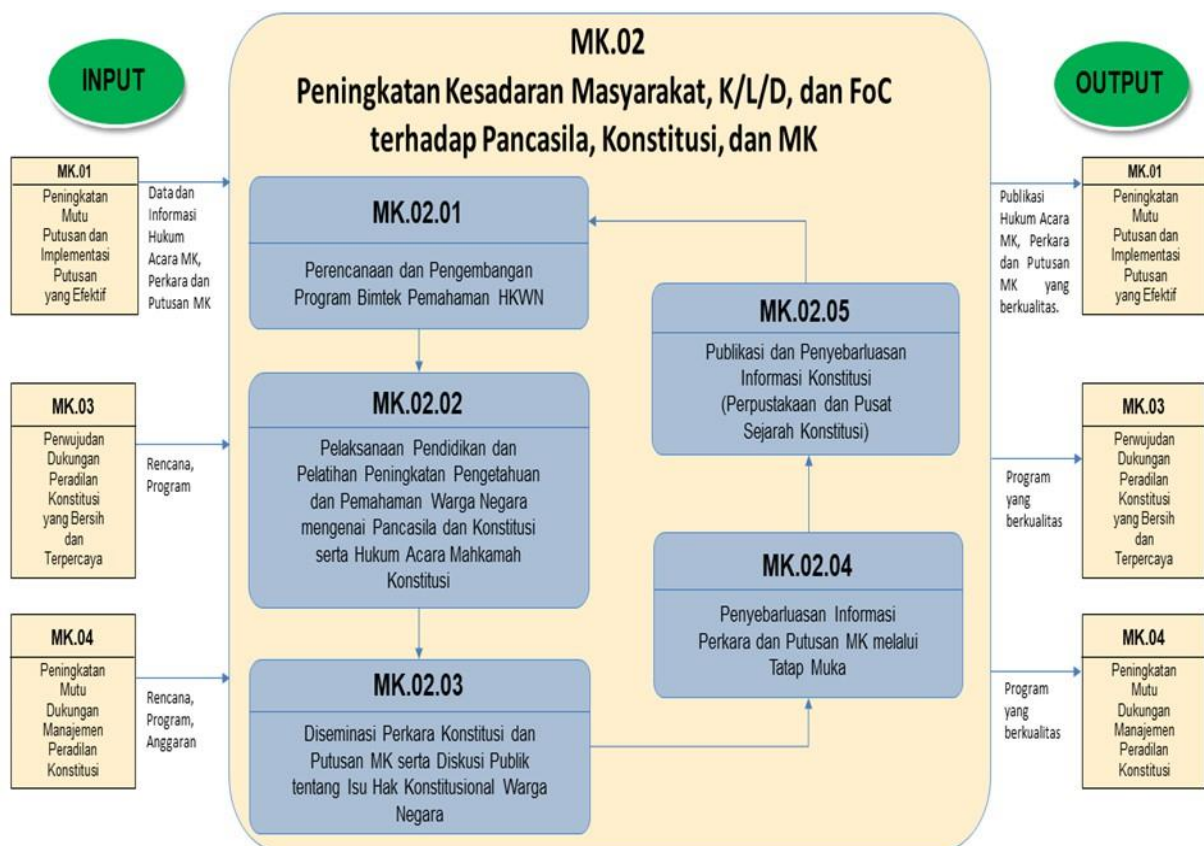 INPUT
MK.02
Peningkatan Kesadaran Masyarakat, K/L/D, dan FoC
terhadap Pancasila, Konstitusi, dan MK
OUTPUT
MK.01
Peningkatan
Mutu
Putusan dan
Implementasi
Putusan
yang Efektif
Data dan
Informasi
Hukum
Acara MK,
Perkara dan
Putusan MK
MK.03
Perwujudan
Dukungan
Peradilan
Konstitusi
yang Bersih
dan
Terpercaya
Rencana,
Program
MK.04
Peningkatan
Mutu
Dukungan
Manajemen
Peradilan
Konstitusi
Rencana,
Program,
Anggaran
MK.02.01
Perencanaan dan Pengembangan
Program Bimtek Pemahaman HKWN
MK.02.02
Pelaksanaan Pendidikan dan
Pelatihan Peningkatan Pengetahuan
dan Pemahaman Warga Negara
mengenai Pancasila dan Konstitusi
serta Hukum Acara Mahkamah
Konstitusi
MK.02.03
Diseminasi Perkara Konstitusi dan
Putusan MK serta Diskusi Publik
tentang Isu Hak Konstitusional Warga
Negara
MK.02.05
Publikasi dan Penyebarluasan
Informasi Konstitusi
(Perpustakaan dan Pusat
Sejarah Konstitusi)
MK.02.04
Penyebarluasan Informasi
Perkara dan Putusan MK melalui
Tatap Muka
Publikasi
Hukum Acara
MK, Perkara
dan Putusan
MK yang
berkualitas.
MK.01
Peningkatan
Mutu
Putusan dan
Implementasi
Putusan
yang Efektif
Program
yang
berkualitas
MK.03
Perwujudan
Dukungan
Peradilan
Konstitusi
yang Bersih
dan
Terpercaya
Program
yang
berkualitas
MK.04
Peningkatan
Mutu
Dukungan
Manajemen
Peradilan
Konstitusi